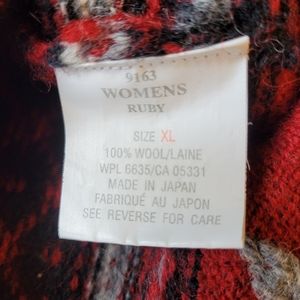 9163
WOMENS
RUBY
SIZE XL
100% WOOL/LAINE
WPL 6635/CA 05331
MADE IN JAPAN
FABRIQUÉ AU JAPON
SEE REVERSE FOR CARE